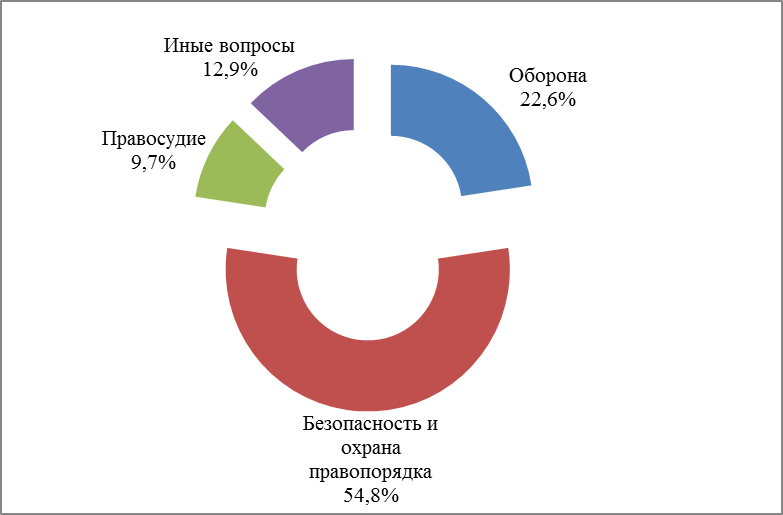 Иные вопросы
12,9%
Оборона
22,6%
Правосудие
9,7%
Безопасность и
охрана
правопорядка
54,8%